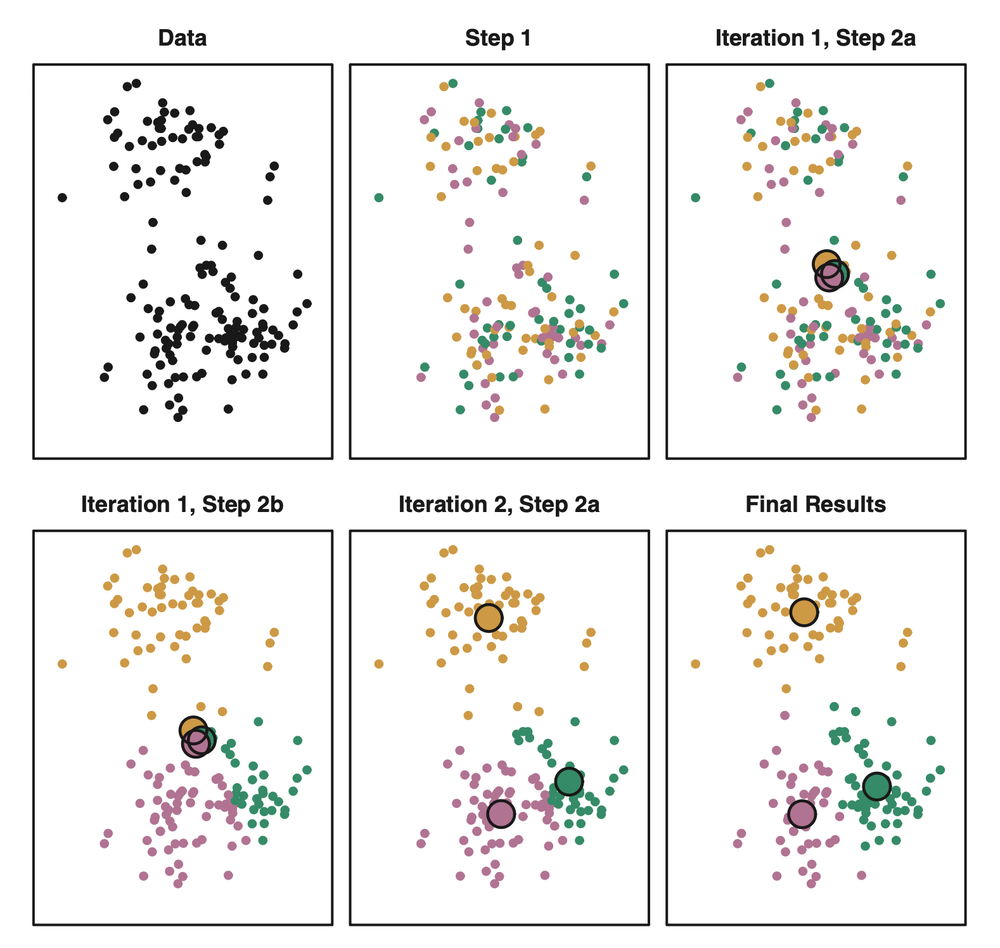 Data
Step 1
Iteration 1, Step 2a
Iteration 1, Step 2b
Iteration 2, Step 2a
Final Results